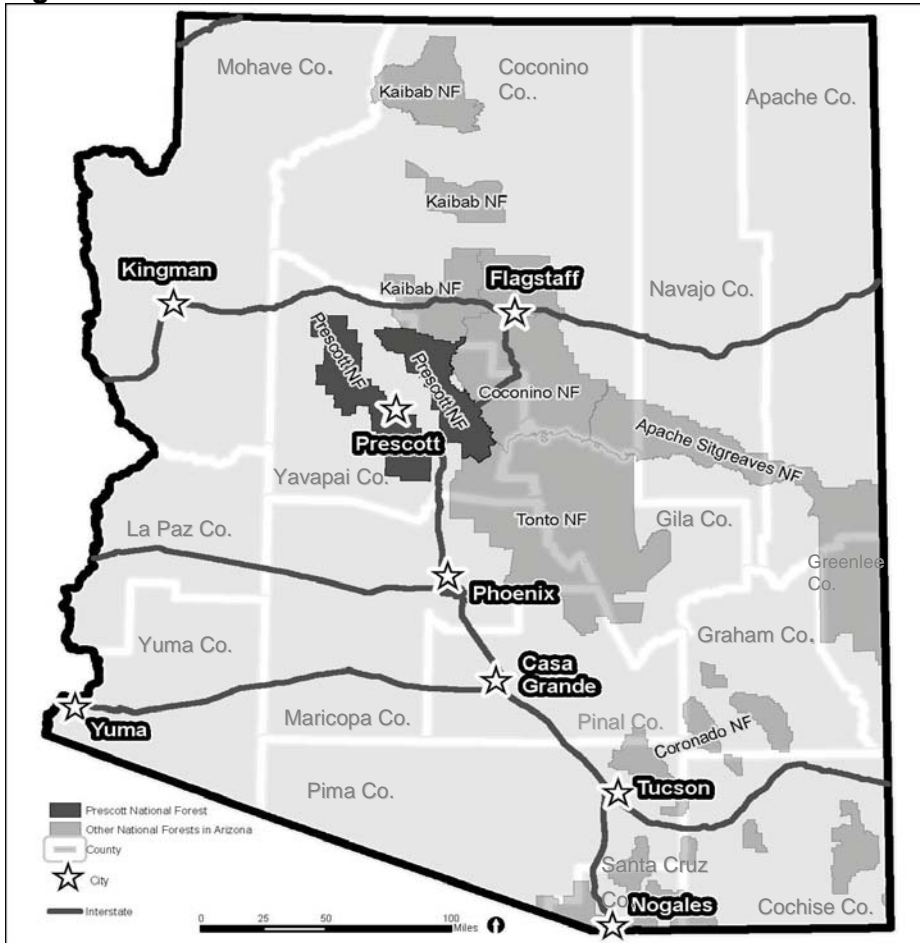 Mohave Co.
Coconino
Co..
Apache Co.
Kaibab NF
Kaibab NF
Kingman
Kaibab NF
Flagstaff
Navajo Co.
Prescott NF
Prescott NF
Coconino NF
Prescott
Apache Sitgreaves NF
Yavapai Co.
La Paz Co.
Tonto NF
Gila Co.
Greenlee
Co.
Phoenix
Yuma Co.
Graham Co.
Casa
Grande
Yuma
Maricopa Co.
Pinal Co.
Coronado NF
Pima Co.
Tucson
Prescott National Forest
Other National Forests in Arizona
County
City
Interstate
Santa Cruz
Nogales
Cochise Co.
0 25 50 100
Miles